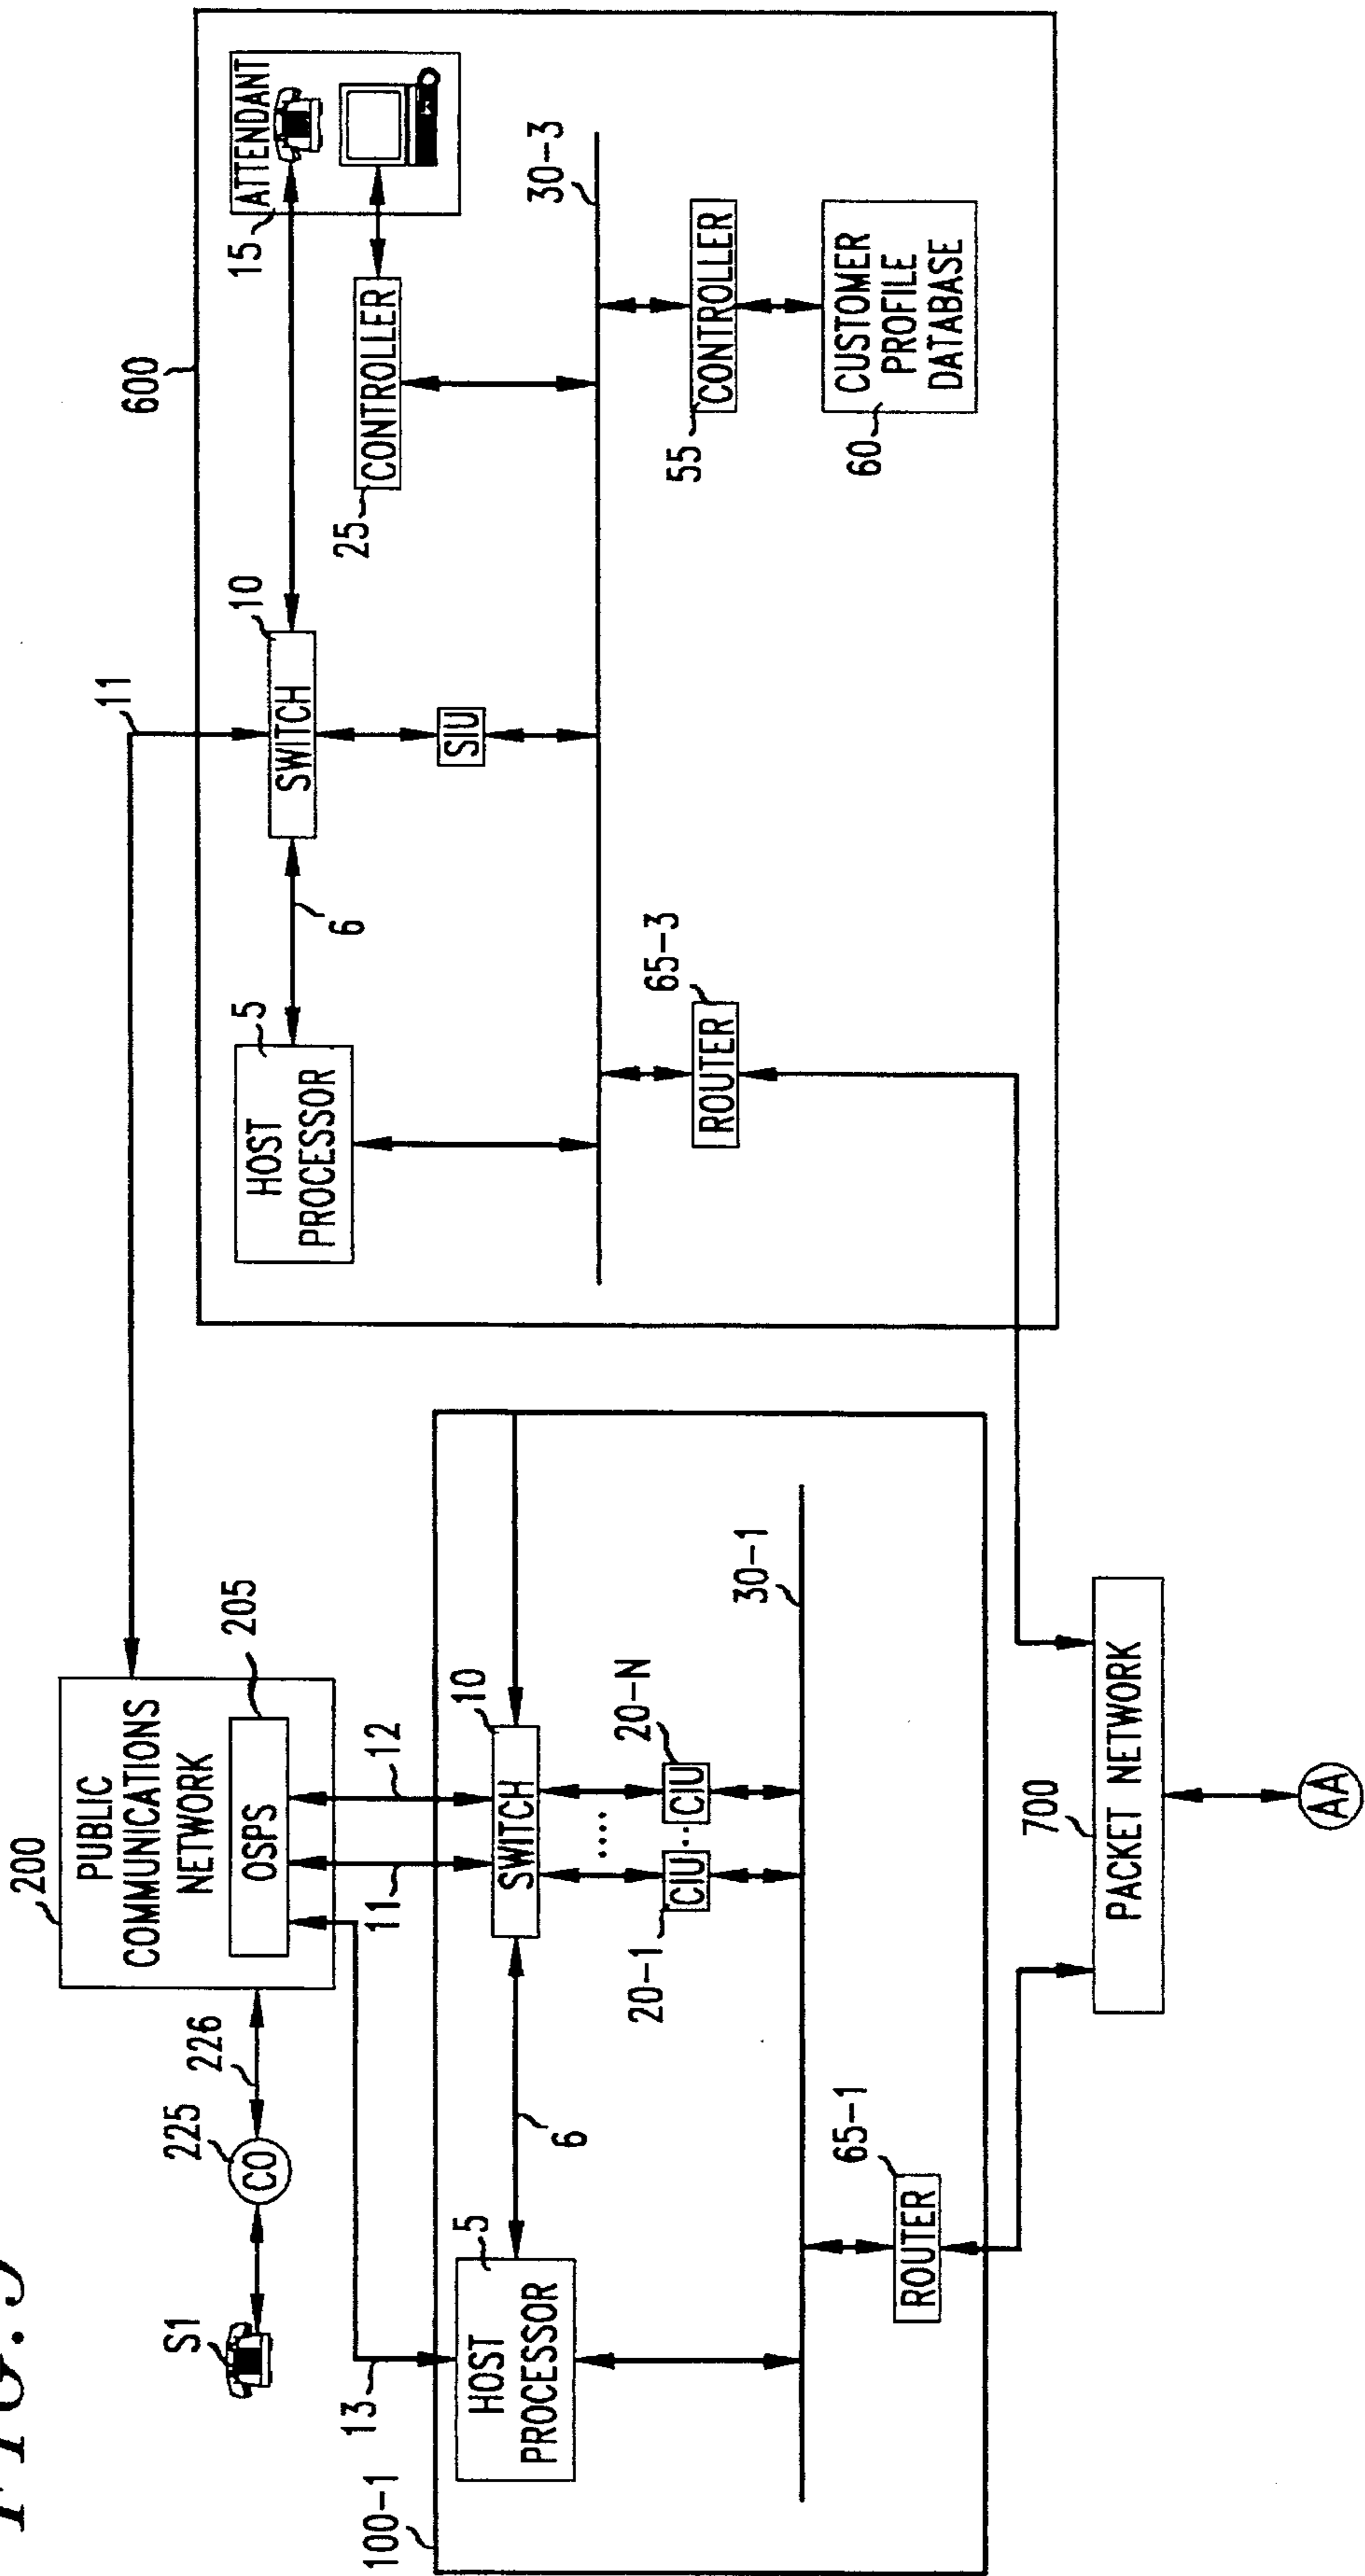 FIG. 5
S1
225
CO
226
200
PUBLIC
COMMUNICATIONS
NETWORK
OSPS
205
13
11
12
100-1
HOST
PROCESSOR
5
6
SWITCH
10
20-1
CIU
..
CIU
20-N
....
30-1
ROUTER
65-1
700
PACKET NETWORK
AA
11
600
HOST
PROCESSOR
5
6
SWITCH
10
SIU
15
ATTENDANT
25
CONTROLLER
30-3
ROUTER
65-3
55
CONTROLLER
60
CUSTOMER
PROFILE
DATABASE